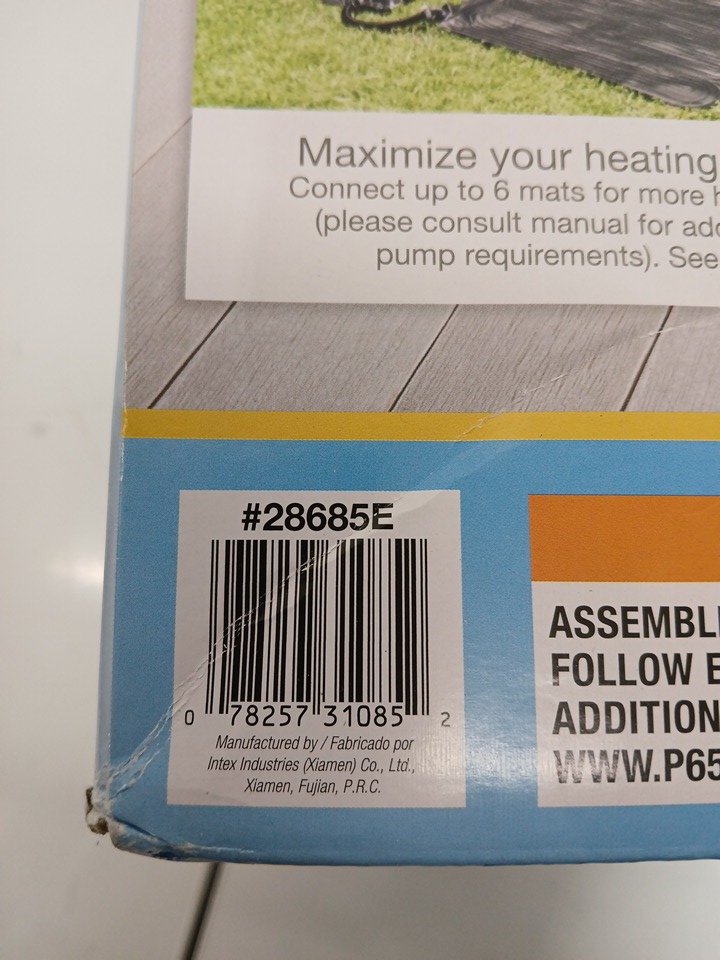 Maximize your heating
Connect up to 6 mats for more
(please consult manual for
pump requirements). See
#28685E
0 78257 31085 2
Manufactured by / Fabricado por
Intex Industries (Xiamen) Co., Ltd.,
Xiamen, Fujian, P.R.C.
ASSEMBL
FOLLOW
ADDITION
WWW.P65